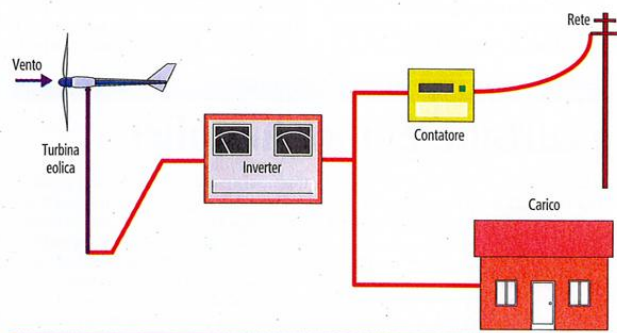 Rete
Vento
Contatore
Turbina
eolica
Inverter
Carico